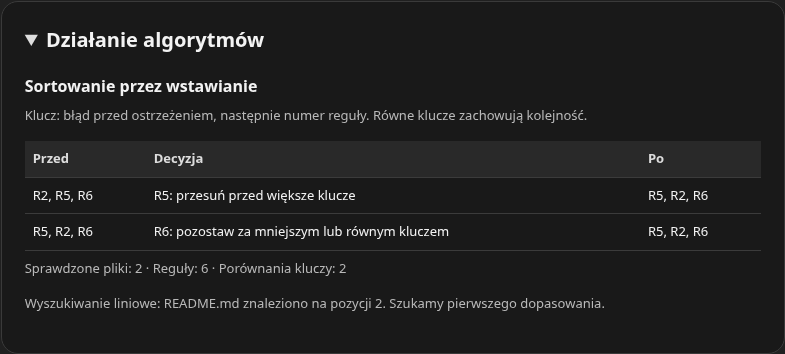 ▼ Działanie algorytmów
Sortowanie przez wstawianie
Klucz: błąd przed ostrzeżeniem, następnie numer reguły. Równe klucze zachowują kolejność.
Przed Decyzja Po
R2, R5, R6 R5: przesuń przed większe klucze R5, R2, R6
R5, R2, R6 R6: pozostaw za mniejszym lub równym kluczem R5, R2, R6
Sprawdzone pliki: 2 · Reguły: 6 · Porównania kluczy: 2
Wyszukiwanie liniowe: README.md znaleziono na pozycji 2. Szukamy pierwszego dopasowania.